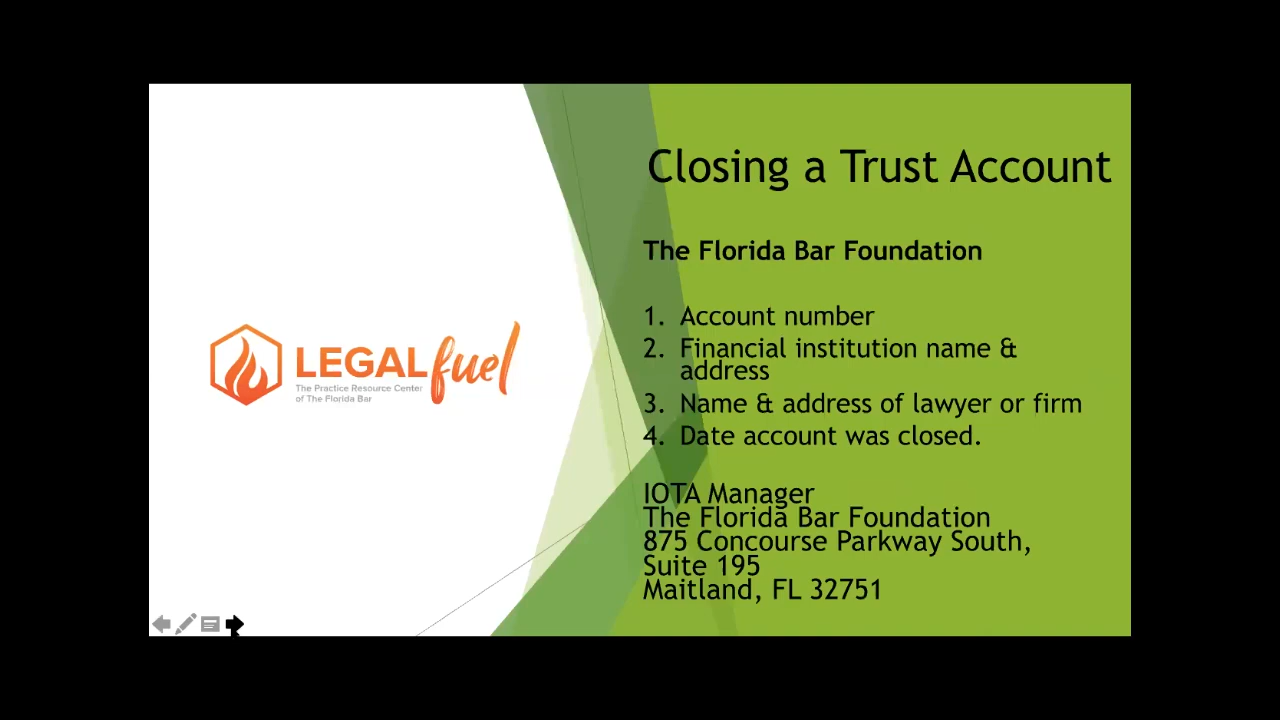 Closing a Trust Account
The Florida Bar Foundation
1. Account number
2. Financial institution name &
address
3. Name & address of lawyer or firm
4. Date account was closed.
IOTA Manager
The Florida Bar Foundation
875 Concourse Parkway South,
Suite 195
Maitland, FL 32751
LEGALfuel
The Practice Resource Center
of The Florida Bar